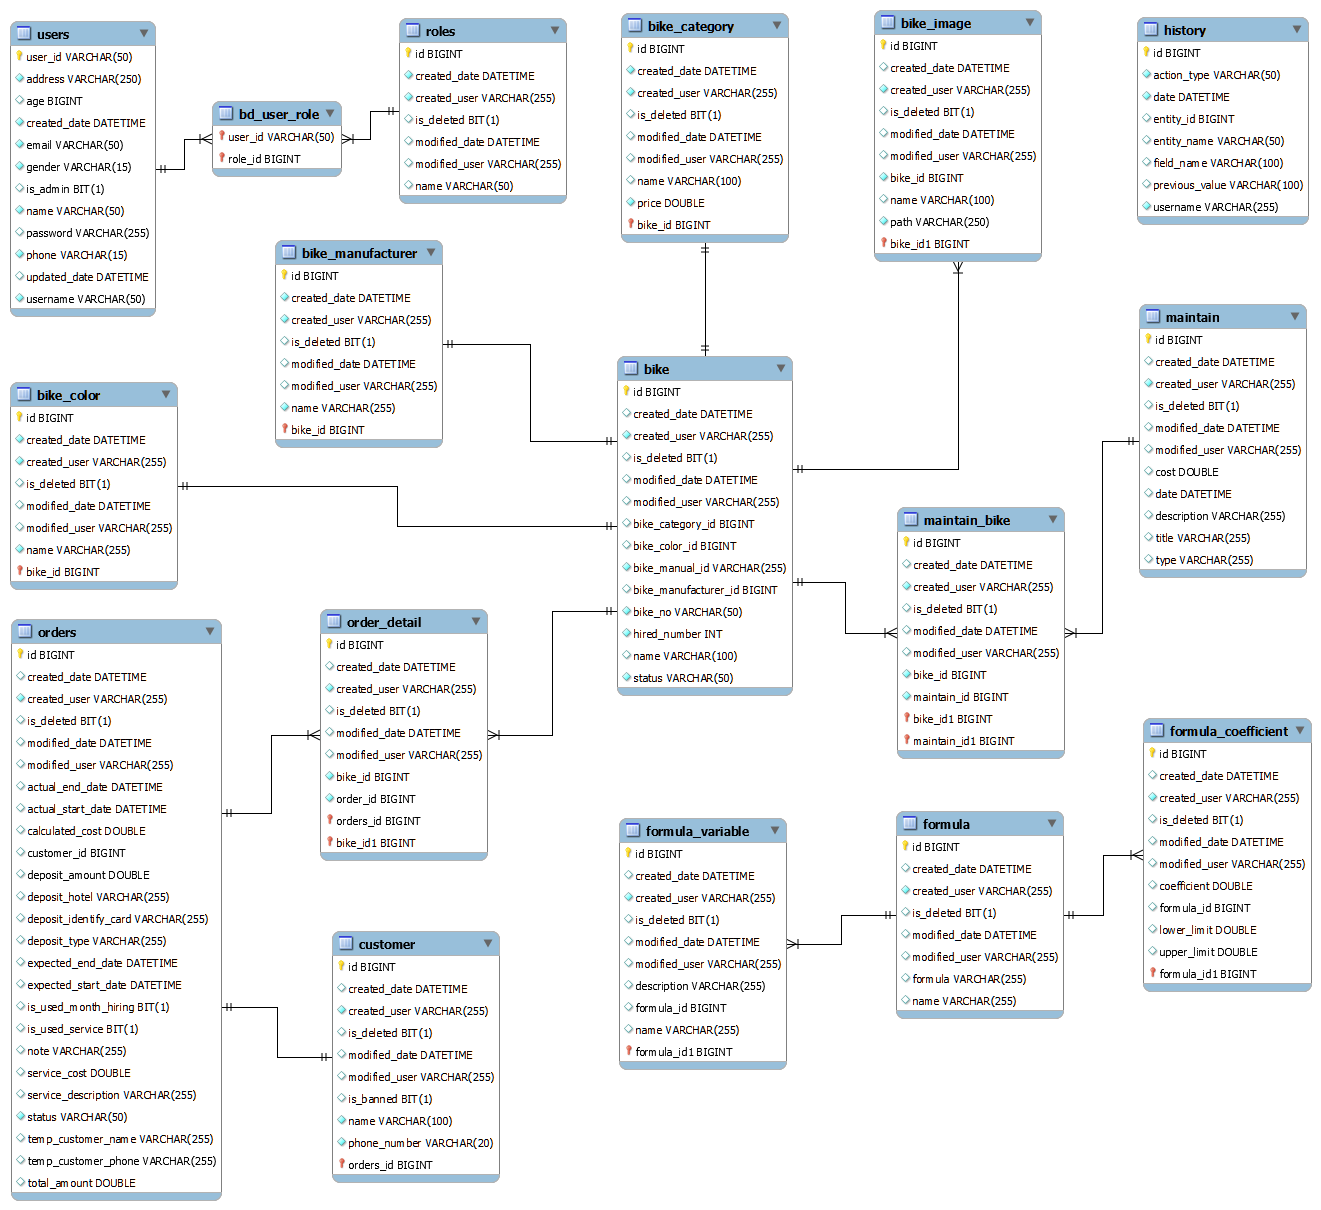 users
user_id VARCHAR(50)
address VARCHAR(250)
age BIGINT
created_date DATETIME
email VARCHAR(50)
gender VARCHAR(15)
is_admin BIT(1)
name VARCHAR(50)
password VARCHAR(255)
phone VARCHAR(15)
updated_date DATETIME
username VARCHAR(50)
bd_user_role
user_id VARCHAR(50)
role_id BIGINT
roles
id BIGINT
created_date DATETIME
created_user VARCHAR(255)
is_deleted BIT(1)
modified_date DATETIME
modified_user VARCHAR(255)
name VARCHAR(50)
bike_category
id BIGINT
created_date DATETIME
created_user VARCHAR(255)
is_deleted BIT(1)
modified_date DATETIME
modified_user VARCHAR(255)
name VARCHAR(100)
price DOUBLE
bike_id BIGINT
bike_image
id BIGINT
created_date DATETIME
created_user VARCHAR(255)
is_deleted BIT(1)
modified_date DATETIME
modified_user VARCHAR(255)
bike_id BIGINT
name VARCHAR(100)
path VARCHAR(250)
bike_id1 BIGINT
history
id BIGINT
action_type VARCHAR(50)
date DATETIME
entity_id BIGINT
entity_name VARCHAR(50)
field_name VARCHAR(100)
previous_value VARCHAR(100)
username VARCHAR(255)
bike_manufacturer
id BIGINT
created_date DATETIME
created_user VARCHAR(255)
is_deleted BIT(1)
modified_date DATETIME
modified_user VARCHAR(255)
name VARCHAR(255)
bike_id BIGINT
bike_color
id BIGINT
created_date DATETIME
created_user VARCHAR(255)
is_deleted BIT(1)
modified_date DATETIME
modified_user VARCHAR(255)
name VARCHAR(255)
bike_id BIGINT
bike
id BIGINT
created_date DATETIME
created_user VARCHAR(255)
is_deleted BIT(1)
modified_date DATETIME
modified_user VARCHAR(255)
bike_category_id BIGINT
bike_color_id BIGINT
bike_manual_id VARCHAR(255)
bike_manufacturer_id BIGINT
bike_no VARCHAR(50)
hired_number INT
name VARCHAR(100)
status VARCHAR(50)
maintain
id BIGINT
created_date DATETIME
created_user VARCHAR(255)
is_deleted BIT(1)
modified_date DATETIME
modified_user VARCHAR(255)
cost DOUBLE
date DATETIME
description VARCHAR(255)
title VARCHAR(255)
type VARCHAR(255)
maintain_bike
id BIGINT
created_date DATETIME
created_user VARCHAR(255)
is_deleted BIT(1)
modified_date DATETIME
modified_user VARCHAR(255)
bike_id BIGINT
maintain_id BIGINT
bike_id1 BIGINT
maintain_id1 BIGINT
orders
id BIGINT
created_date DATETIME
created_user VARCHAR(255)
is_deleted BIT(1)
modified_date DATETIME
modified_user VARCHAR(255)
actual_end_date DATETIME
actual_start_date DATETIME
calculated_cost DOUBLE
customer_id BIGINT
deposit_amount DOUBLE
deposit_hotel VARCHAR(255)
deposit_identify_card VARCHAR(255)
deposit_type VARCHAR(255)
expected_end_date DATETIME
expected_start_date DATETIME
is_used_month_hiring BIT(1)
is_used_service BIT(1)
note VARCHAR(255)
service_cost DOUBLE
service_description VARCHAR(255)
status VARCHAR(50)
temp_customer_name VARCHAR(255)
temp_customer_phone VARCHAR(255)
total_amount DOUBLE
order_detail
id BIGINT
created_date DATETIME
created_user VARCHAR(255)
is_deleted BIT(1)
modified_date DATETIME
modified_user VARCHAR(255)
bike_id BIGINT
order_id BIGINT
orders_id BIGINT
bike_id1 BIGINT
customer
id BIGINT
created_date DATETIME
created_user VARCHAR(255)
is_deleted BIT(1)
modified_date DATETIME
modified_user VARCHAR(255)
is_banned BIT(1)
name VARCHAR(100)
phone_number VARCHAR(20)
orders_id BIGINT
formula_variable
id BIGINT
created_date DATETIME
created_user VARCHAR(255)
is_deleted BIT(1)
modified_date DATETIME
modified_user VARCHAR(255)
description VARCHAR(255)
formula_id BIGINT
name VARCHAR(255)
formula_id1 BIGINT
formula
id BIGINT
created_date DATETIME
created_user VARCHAR(255)
is_deleted BIT(1)
modified_date DATETIME
modified_user VARCHAR(255)
formula VARCHAR(255)
name VARCHAR(255)
formula_coefficient
id BIGINT
created_date DATETIME
created_user VARCHAR(255)
is_deleted BIT(1)
modified_date DATETIME
modified_user VARCHAR(255)
coefficient DOUBLE
formula_id BIGINT
lower_limit DOUBLE
upper_limit DOUBLE
formula_id1 BIGINT